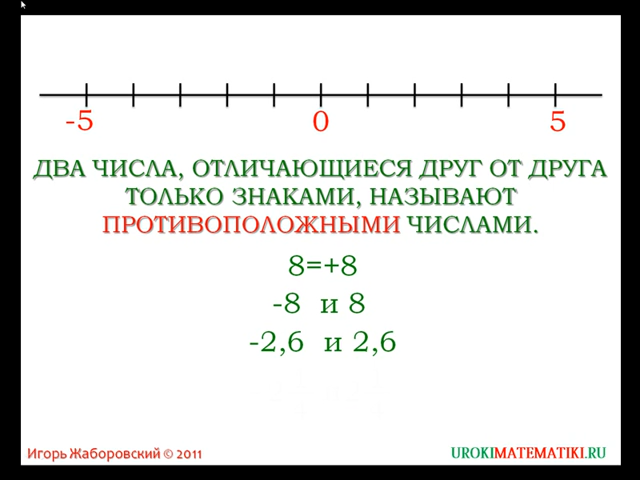 -5 0 5
ДВА ЧИСЛА, ОТЛИЧАЮЩИЕСЯ ДРУГ ОТ ДРУГА
ТОЛЬКО ЗНАКАМИ, НАЗЫВАЮТ
ПРОТИВОПОЛОЖНЫМИ ЧИСЛАМИ.
8=+8
-8 и 8
-2,6 и 2,6
Игорь Жаборовский © 2011 UROKIMATEMATIKI.RU